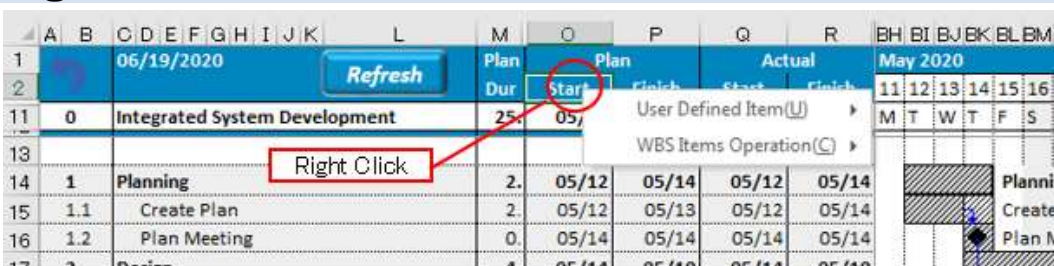 A B C D E F G H I J K L M O P Q R BH BI BJ BK BL BM
1 06/19/2020 Refresh Plan Plan Actual May 2020
2 Dur Start Finish Start Finish 11 12 13 14 15 16
11 0 Integrated System Development 25. 05/ M T W T F S
User Defined Item(U)
WBS Items Operation(C)
13
Right Click
14 1 Planning 2. 05/12 05/14 05/12 05/14 Planni
15 1.1 Create Plan 2. 05/12 05/13 05/12 05/14 Create
16 1.2 Plan Meeting 0. 05/14 05/14 05/14 05/14 Plan M